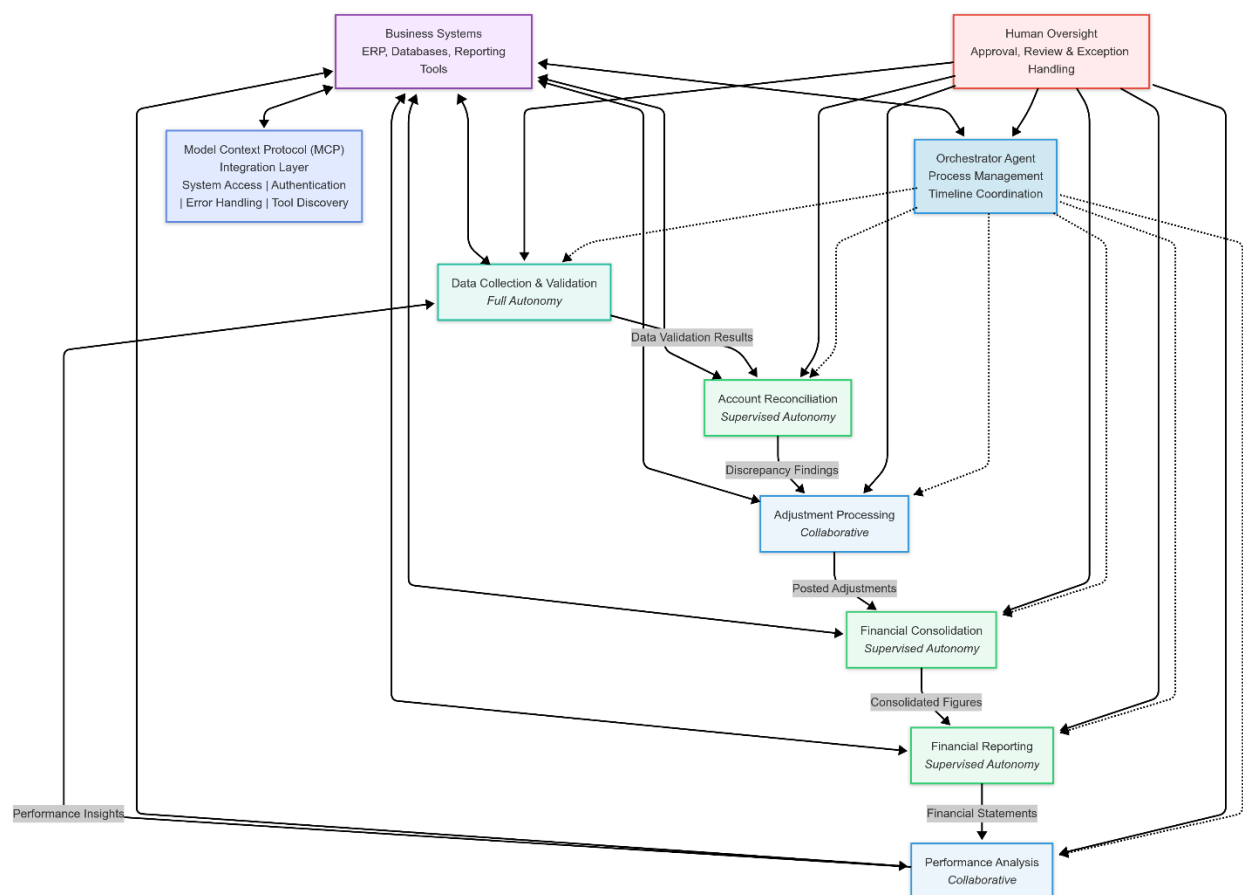 Business Systems
ERP, Databases, Reporting
Tools
Human Oversight
Approval, Review & Exception
Handling
Model Context Protocol (MCP)
Integration Layer
System Access | Authentication
| Error Handling | Tool Discovery
Orchestrator Agent
Process Management
Timeline Coordination
Data Collection & Validation
Full Autonomy
Data Validation Results
Account Reconciliation
Supervised Autonomy
Discrepancy Findings
Adjustment Processing
Collaborative
Posted Adjustments
Financial Consolidation
Supervised Autonomy
Consolidated Figures
Financial Reporting
Supervised Autonomy
Performance Insights
Financial Statements
Performance Analysis
Collaborative